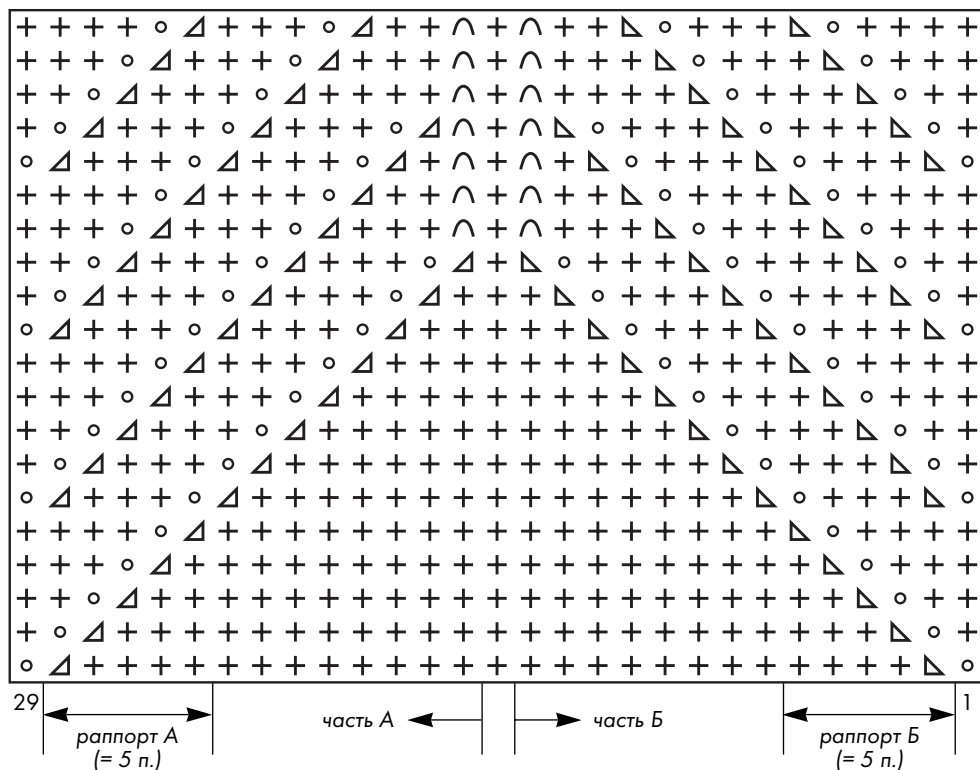 29
раппорт А
(= 5 п.)
часть А
часть Б
раппорт Б
(= 5 п.)
1